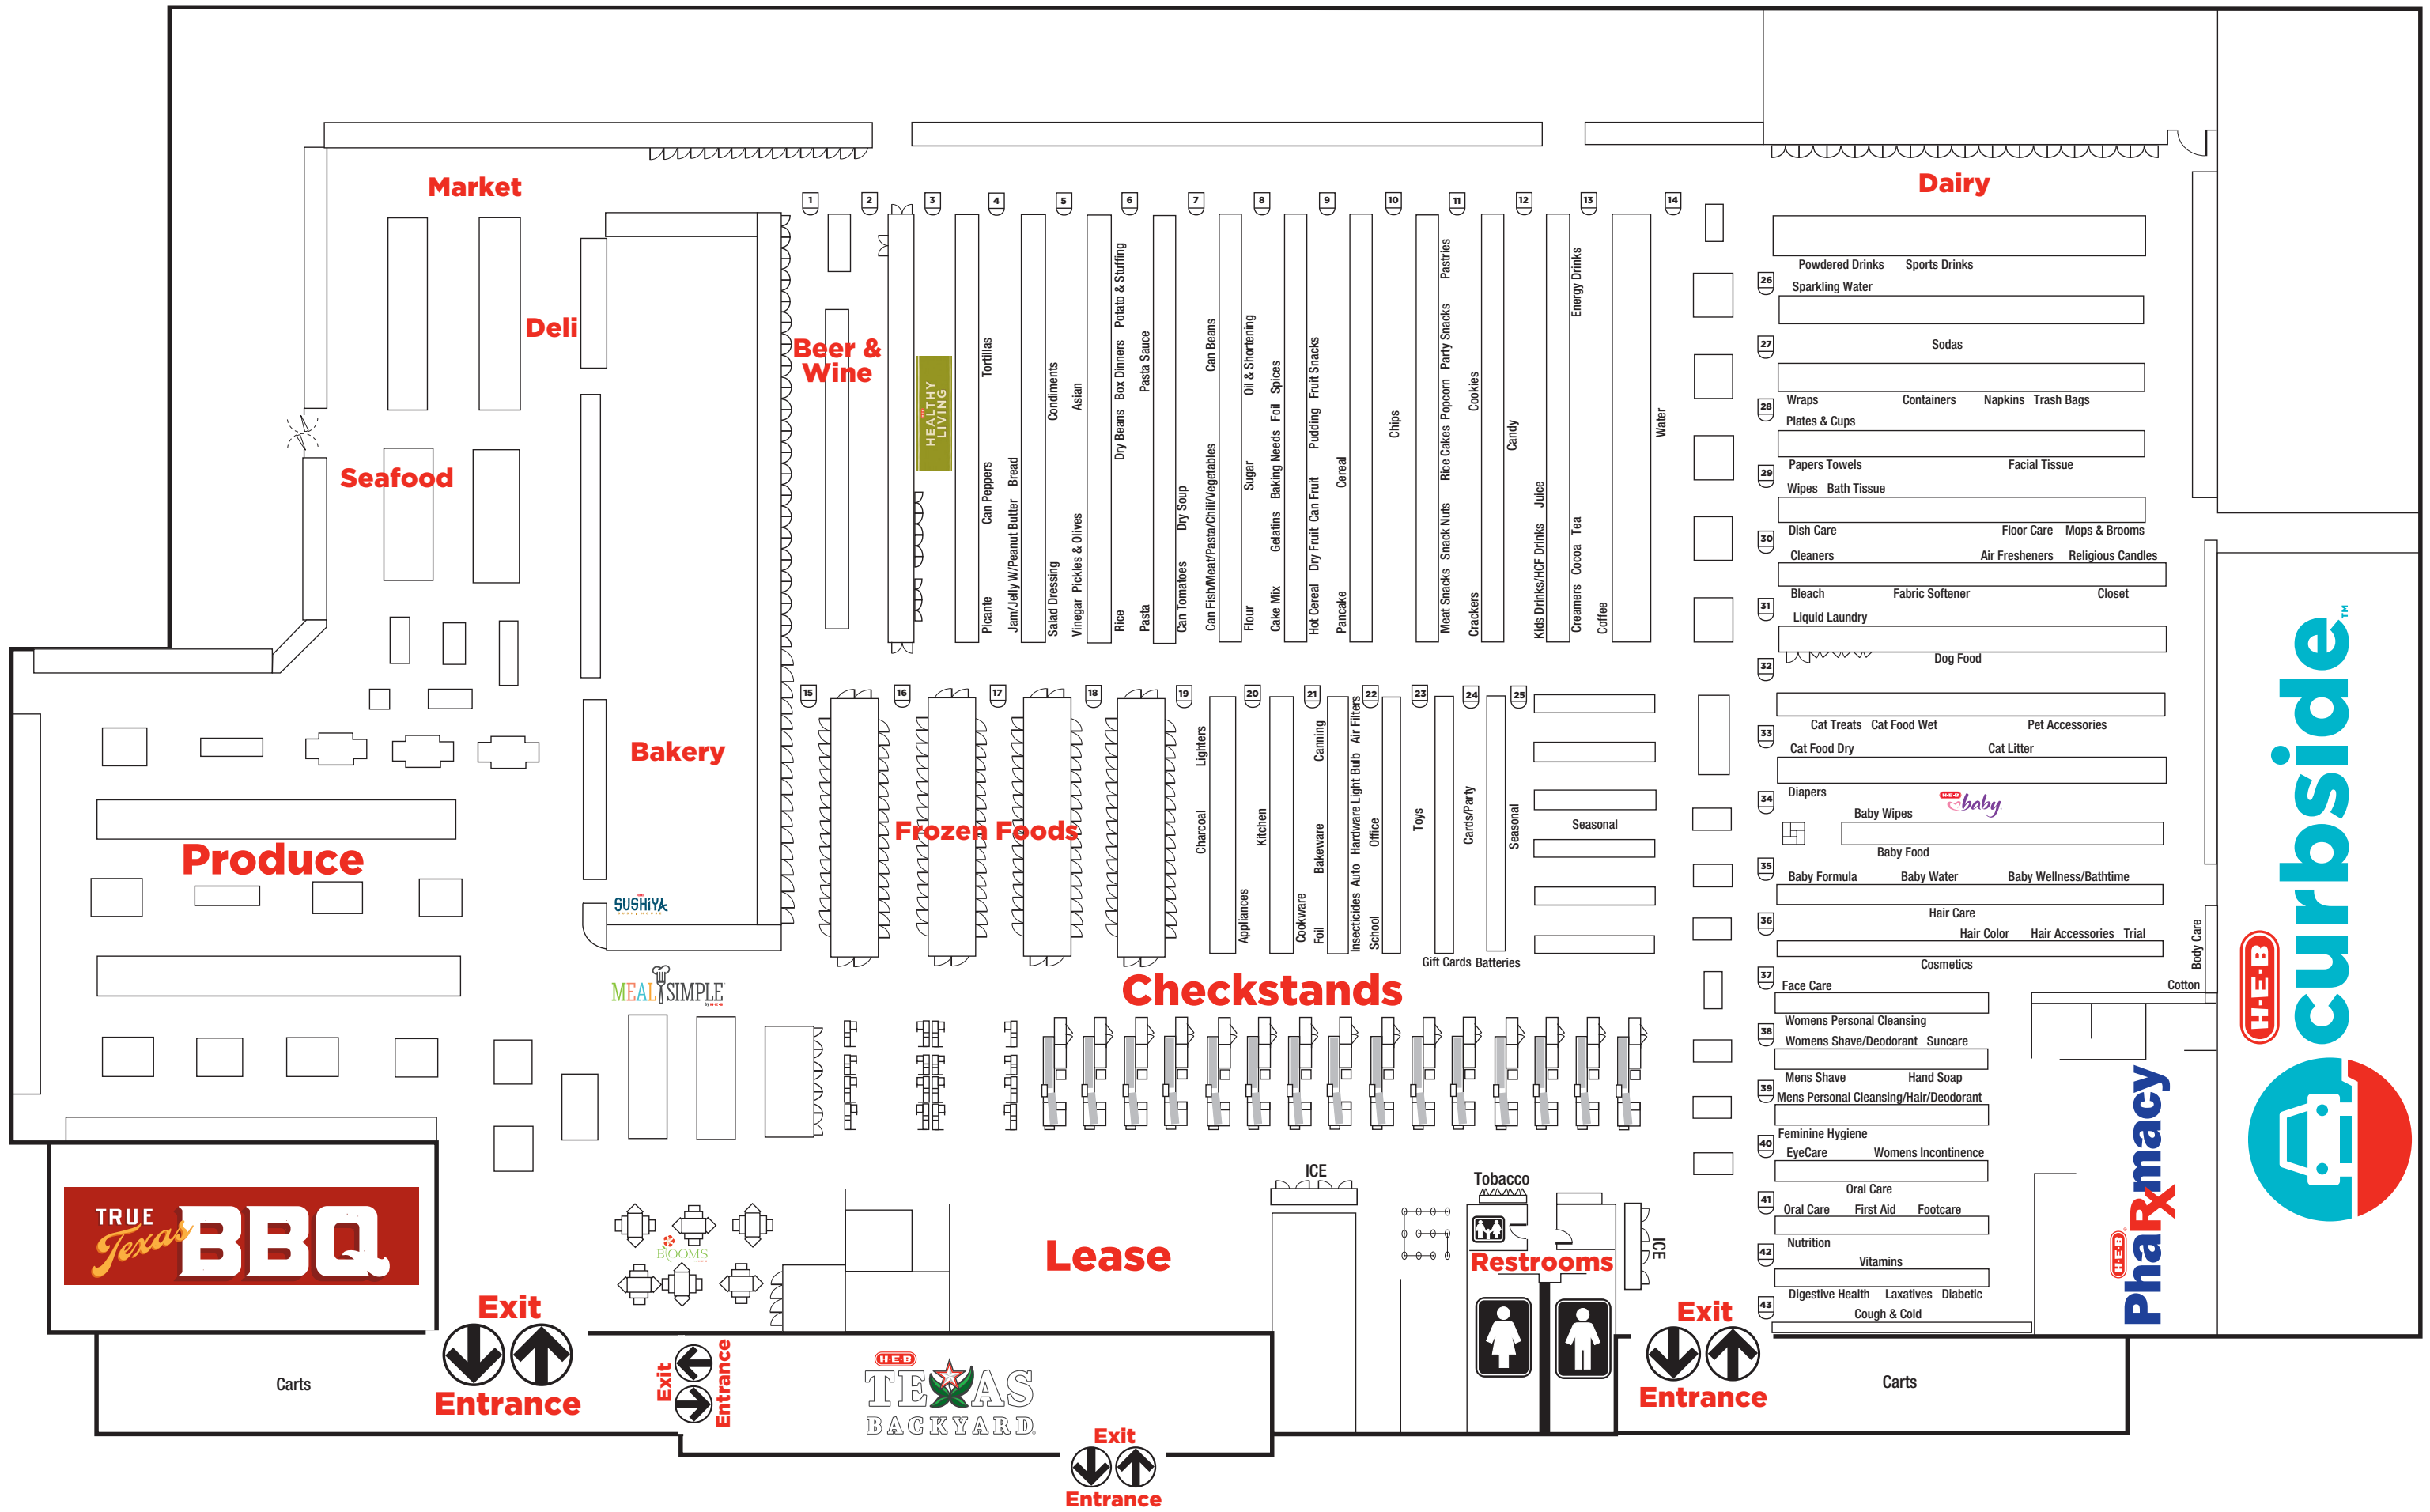 Market
Dairy
Deli
Beer &
Wine
Seafood
Bakery
Produce
Frozen Foods
Checkstands
Lease
Restrooms
1
2
3
4
5
6
7
8
9
10
11
12
13
14
HEALTHY
LIVING
Tortillas
Can Peppers
Picante
Bread
Jam/Jelly W/Peanut Butter
Condiments
Salad Dressing
Asian
Pickles & Olives
Vinegar
Potato & Stuffing
Box Dinners
Dry Beans
Rice
Pasta Sauce
Pasta
Dry Soup
Can Tomatoes
Can Beans
Can Fish/Meat/Pasta/Chili/Vegetables
Oil & Shortening
Sugar
Flour
Spices
Foil
Baking Needs
Gelatins
Cake Mix
Fruit Snacks
Pudding
Can Fruit
Dry Fruit
Hot Cereal
Cereal
Pancake
Chips
Pastries
Party Snacks
Popcorn
Rice Cakes
Snack Nuts
Meat Snacks
Cookies
Crackers
Candy
Juice
Kids Drinks/HCF Drinks
Energy Drinks
Tea
Cocoa
Creamers
Coffee
Water
15
16
17
18
19
20
21
22
23
24
25
Lighters
Charcoal
Appliances
Kitchen
Cookware
Canning
Bakeware
Foil
Air Filters
Light Bulb
Hardware
Auto
Insecticides
Office
School
Toys
Cards/Party
Seasonal
Seasonal
Gift Cards
Batteries
26
Powdered Drinks Sports Drinks
Sparkling Water
27
Sodas
28
Wraps Containers Napkins Trash Bags
Plates & Cups
29
Papers Towels Facial Tissue
Wipes Bath Tissue
30
Dish Care Floor Care Mops & Brooms
Cleaners Air Fresheners Religious Candles
31
Bleach Fabric Softener Closet
Liquid Laundry
32
Dog Food
33
Cat Treats Cat Food Wet Pet Accessories
Cat Food Dry Cat Litter
34
Diapers
H-E-B baby
Baby Wipes
Baby Food
35
Baby Formula Baby Water Baby Wellness/Bathtime
36
Hair Care
Hair Color Hair Accessories Trial
Body Care
37
Cosmetics
Face Care
Cotton
38
Womens Personal Cleansing
Womens Shave/Deodorant Suncare
39
Mens Shave Hand Soap
Mens Personal Cleansing/Hair/Deodorant
40
Feminine Hygiene
EyeCare Womens Incontinence
41
Oral Care
Oral Care First Aid Footcare
42
Nutrition
Vitamins
43
Digestive Health Laxatives Diabetic
Cough & Cold
SUSHIYA
MEAL SIMPLE
BLOOMS
TRUE
Texas
BBQ
ICE
Tobacco
ICE
H-E-B
PhaRxmacy
H-E-B
curbside™
Exit
Entrance
Exit
Entrance
Exit
Entrance
Exit
Entrance
Carts
Carts
H-E-B
TEXAS
BACKYARD